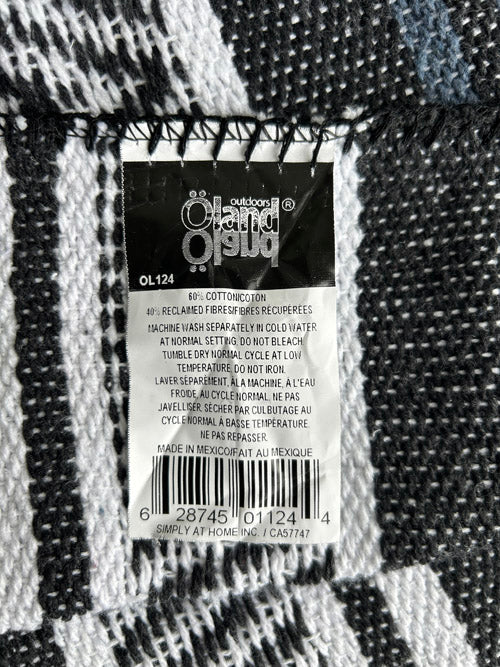 outdoors
Öland®
OL124
60% COTTON/COTON
40% RECLAIMED FIBRES/FIBRES RÉCUPÉRÉES
MACHINE WASH SEPARATELY IN COLD WATER
AT NORMAL SETTING. DO NOT BLEACH.
TUMBLE DRY NORMAL CYCLE AT LOW
TEMPERATURE. DO NOT IRON.
LAVER SÉPARÉMENT, À LA MACHINE, À L'EAU
FROIDE, AU CYCLE NORMAL. NE PAS
JAVELLISER. SÉCHER PAR CULBUTAGE AU
CYCLE NORMAL À BASSE TEMPÉRATURE.
NE PAS REPASSER.
MADE IN MEXICO/FAIT AU MEXIQUE
6 28745 01124 4
SIMPLY AT HOME INC. / CA57747